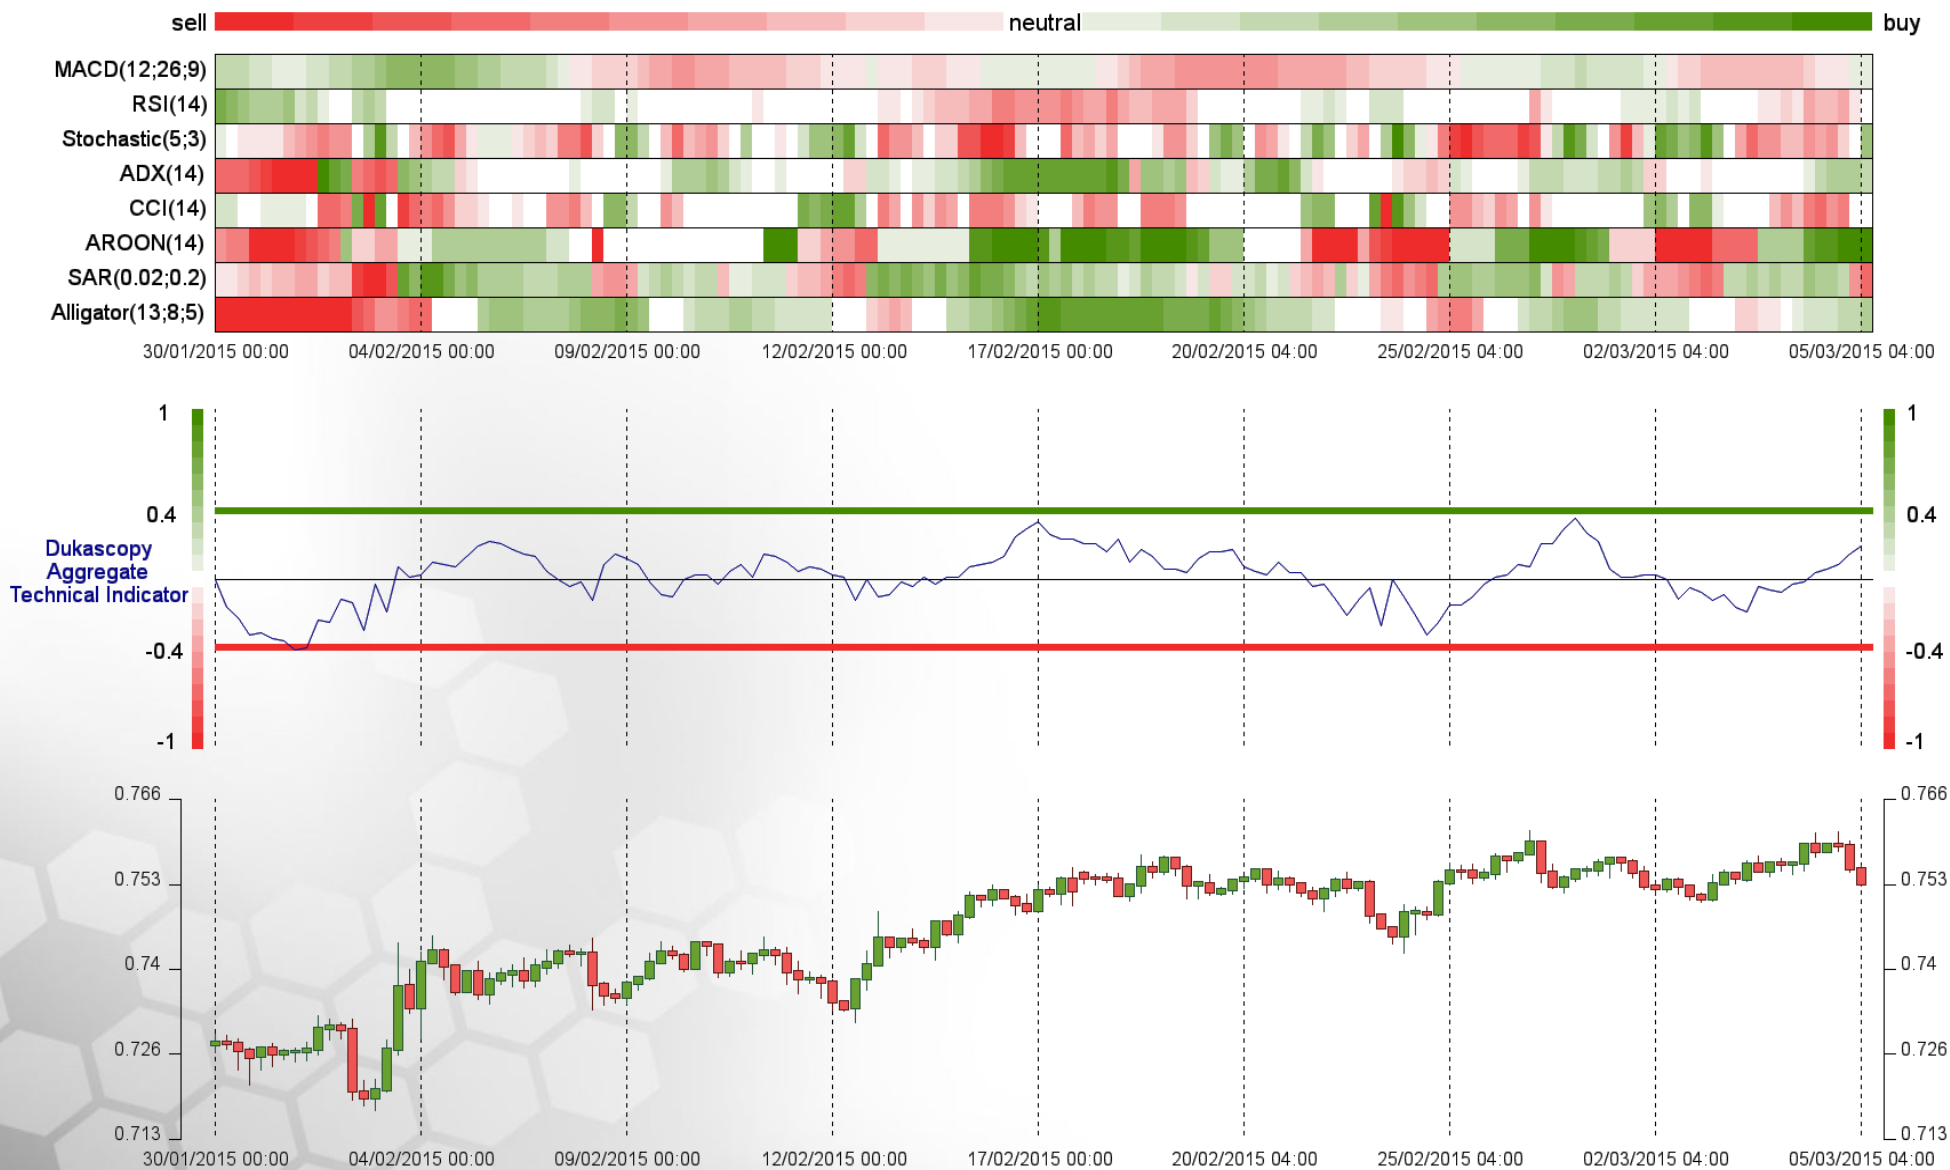 sell neutral buy
MACD(12;26;9)
RSI(14)
Stochastic(5;3)
ADX(14)
CCI(14)
AROON(14)
SAR(0.02;0.2)
Alligator(13;8;5)
30/01/2015 00:00 04/02/2015 00:00 09/02/2015 00:00 12/02/2015 00:00 17/02/2015 00:00 20/02/2015 04:00 25/02/2015 04:00 02/03/2015 04:00 05/03/2015 04:00
1 1
0.4 0.4
Dukascopy
Aggregate
Technical Indicator
-0.4 -0.4
-1 -1
0.766 0.766
0.753 0.753
0.74 0.74
0.726 0.726
0.713 0.713
30/01/2015 00:00 04/02/2015 00:00 09/02/2015 00:00 12/02/2015 00:00 17/02/2015 00:00 20/02/2015 04:00 25/02/2015 04:00 02/03/2015 04:00 05/03/2015 04:00